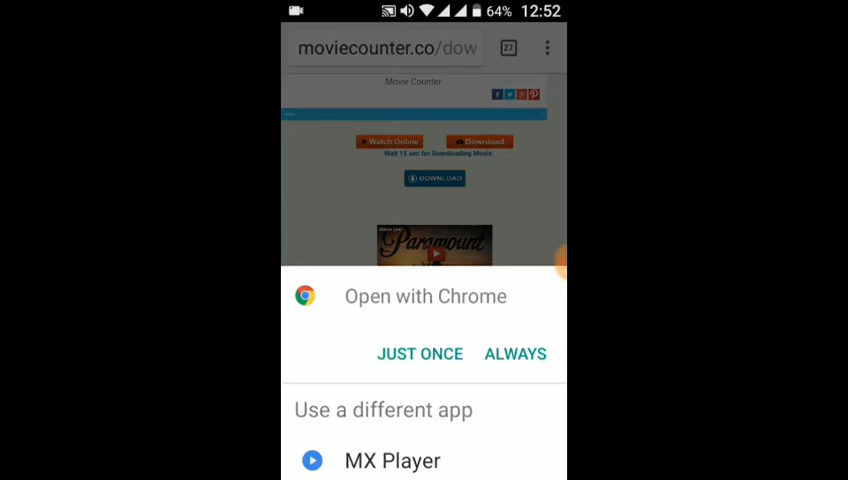 64% 12:52
moviecounter.co/dow 27
Movie Counter
Watch Online Download
Wait 15 sec for Downloading Movie
DOWNLOAD
Paramount
Open with Chrome
JUST ONCE ALWAYS
Use a different app
MX Player